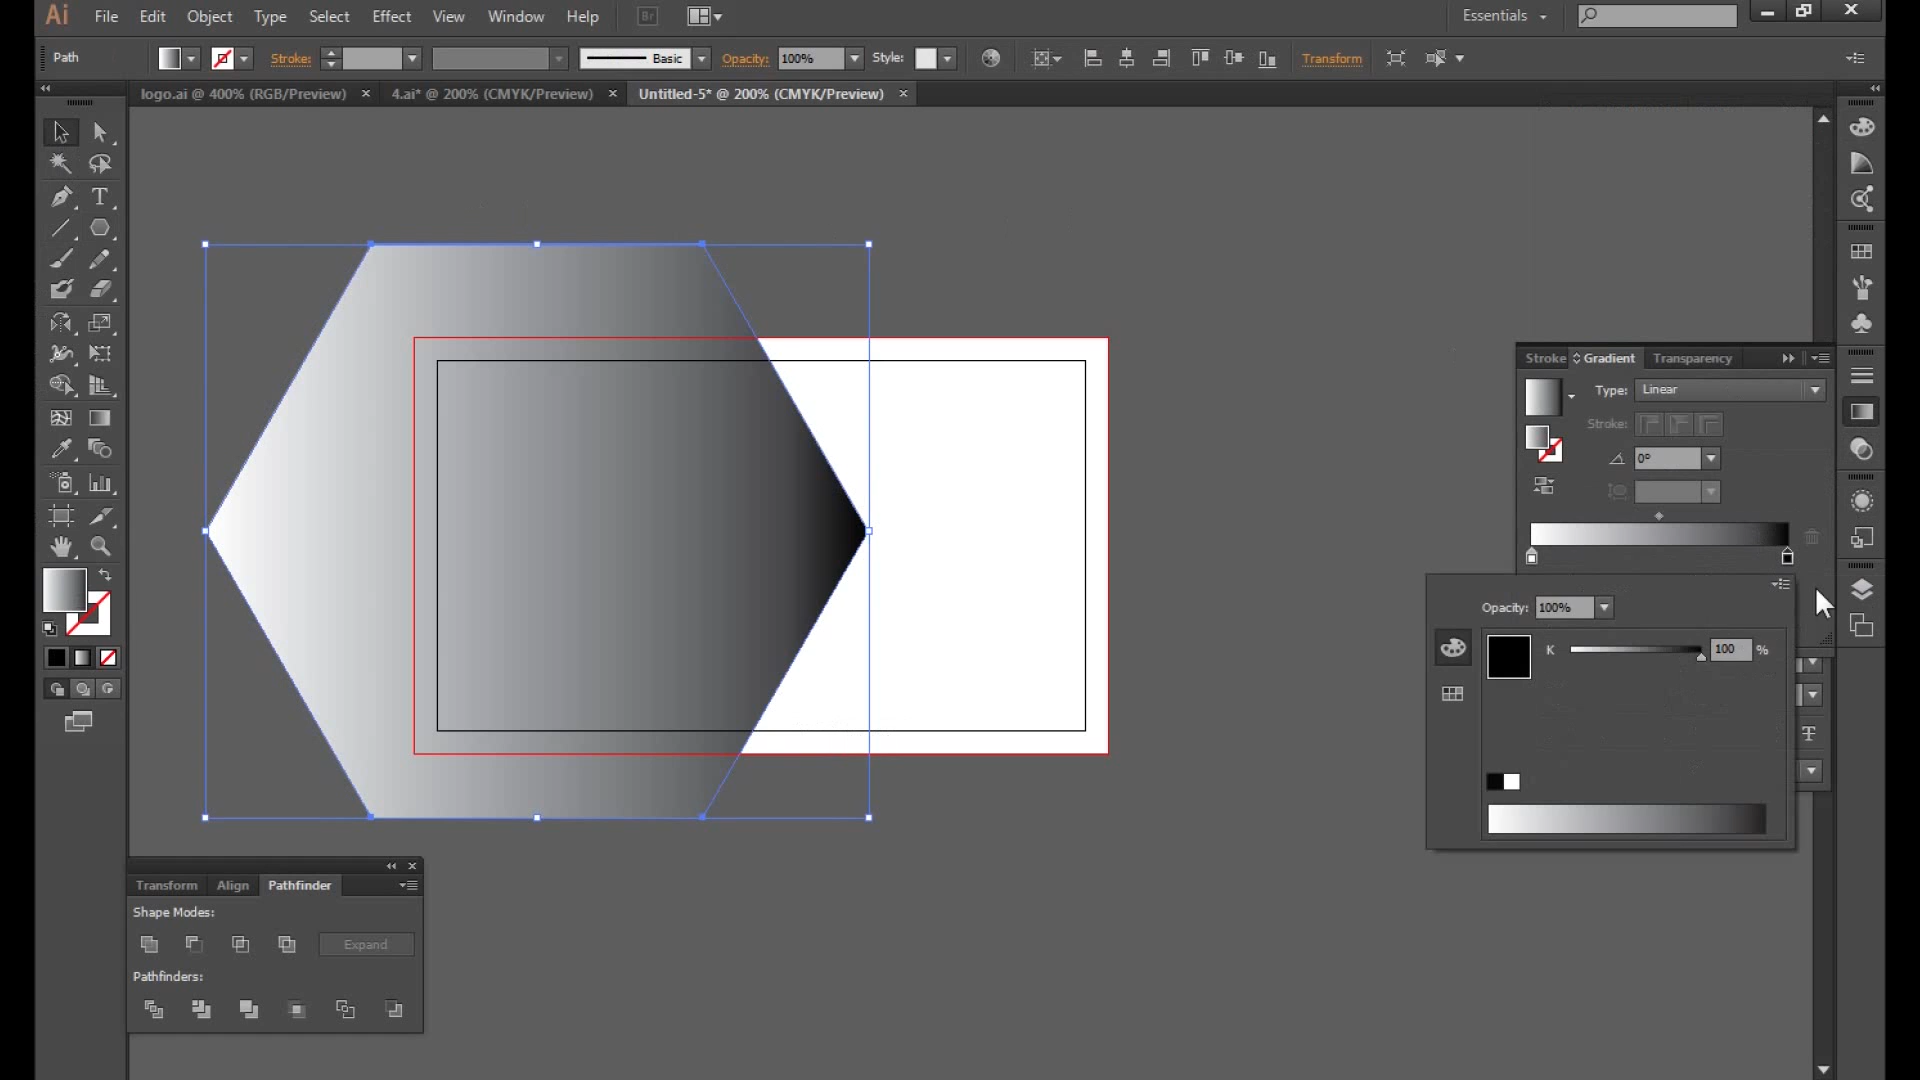 Ai File Edit Object Type Select Effect View Window Help Br Essentials
Path Stroke: Basic Opacity: 100% Style: Transform
logo.ai @ 400% (RGB/Preview) × 4.ai* @ 200% (CMYK/Preview) × Untitled-5* @ 200% (CMYK/Preview) ×
Stroke Gradient Transparency
Type: Linear
Stroke:
0°
Opacity: 100%
K 100 %
Transform Align Pathfinder
Shape Modes:
Expand
Pathfinders: